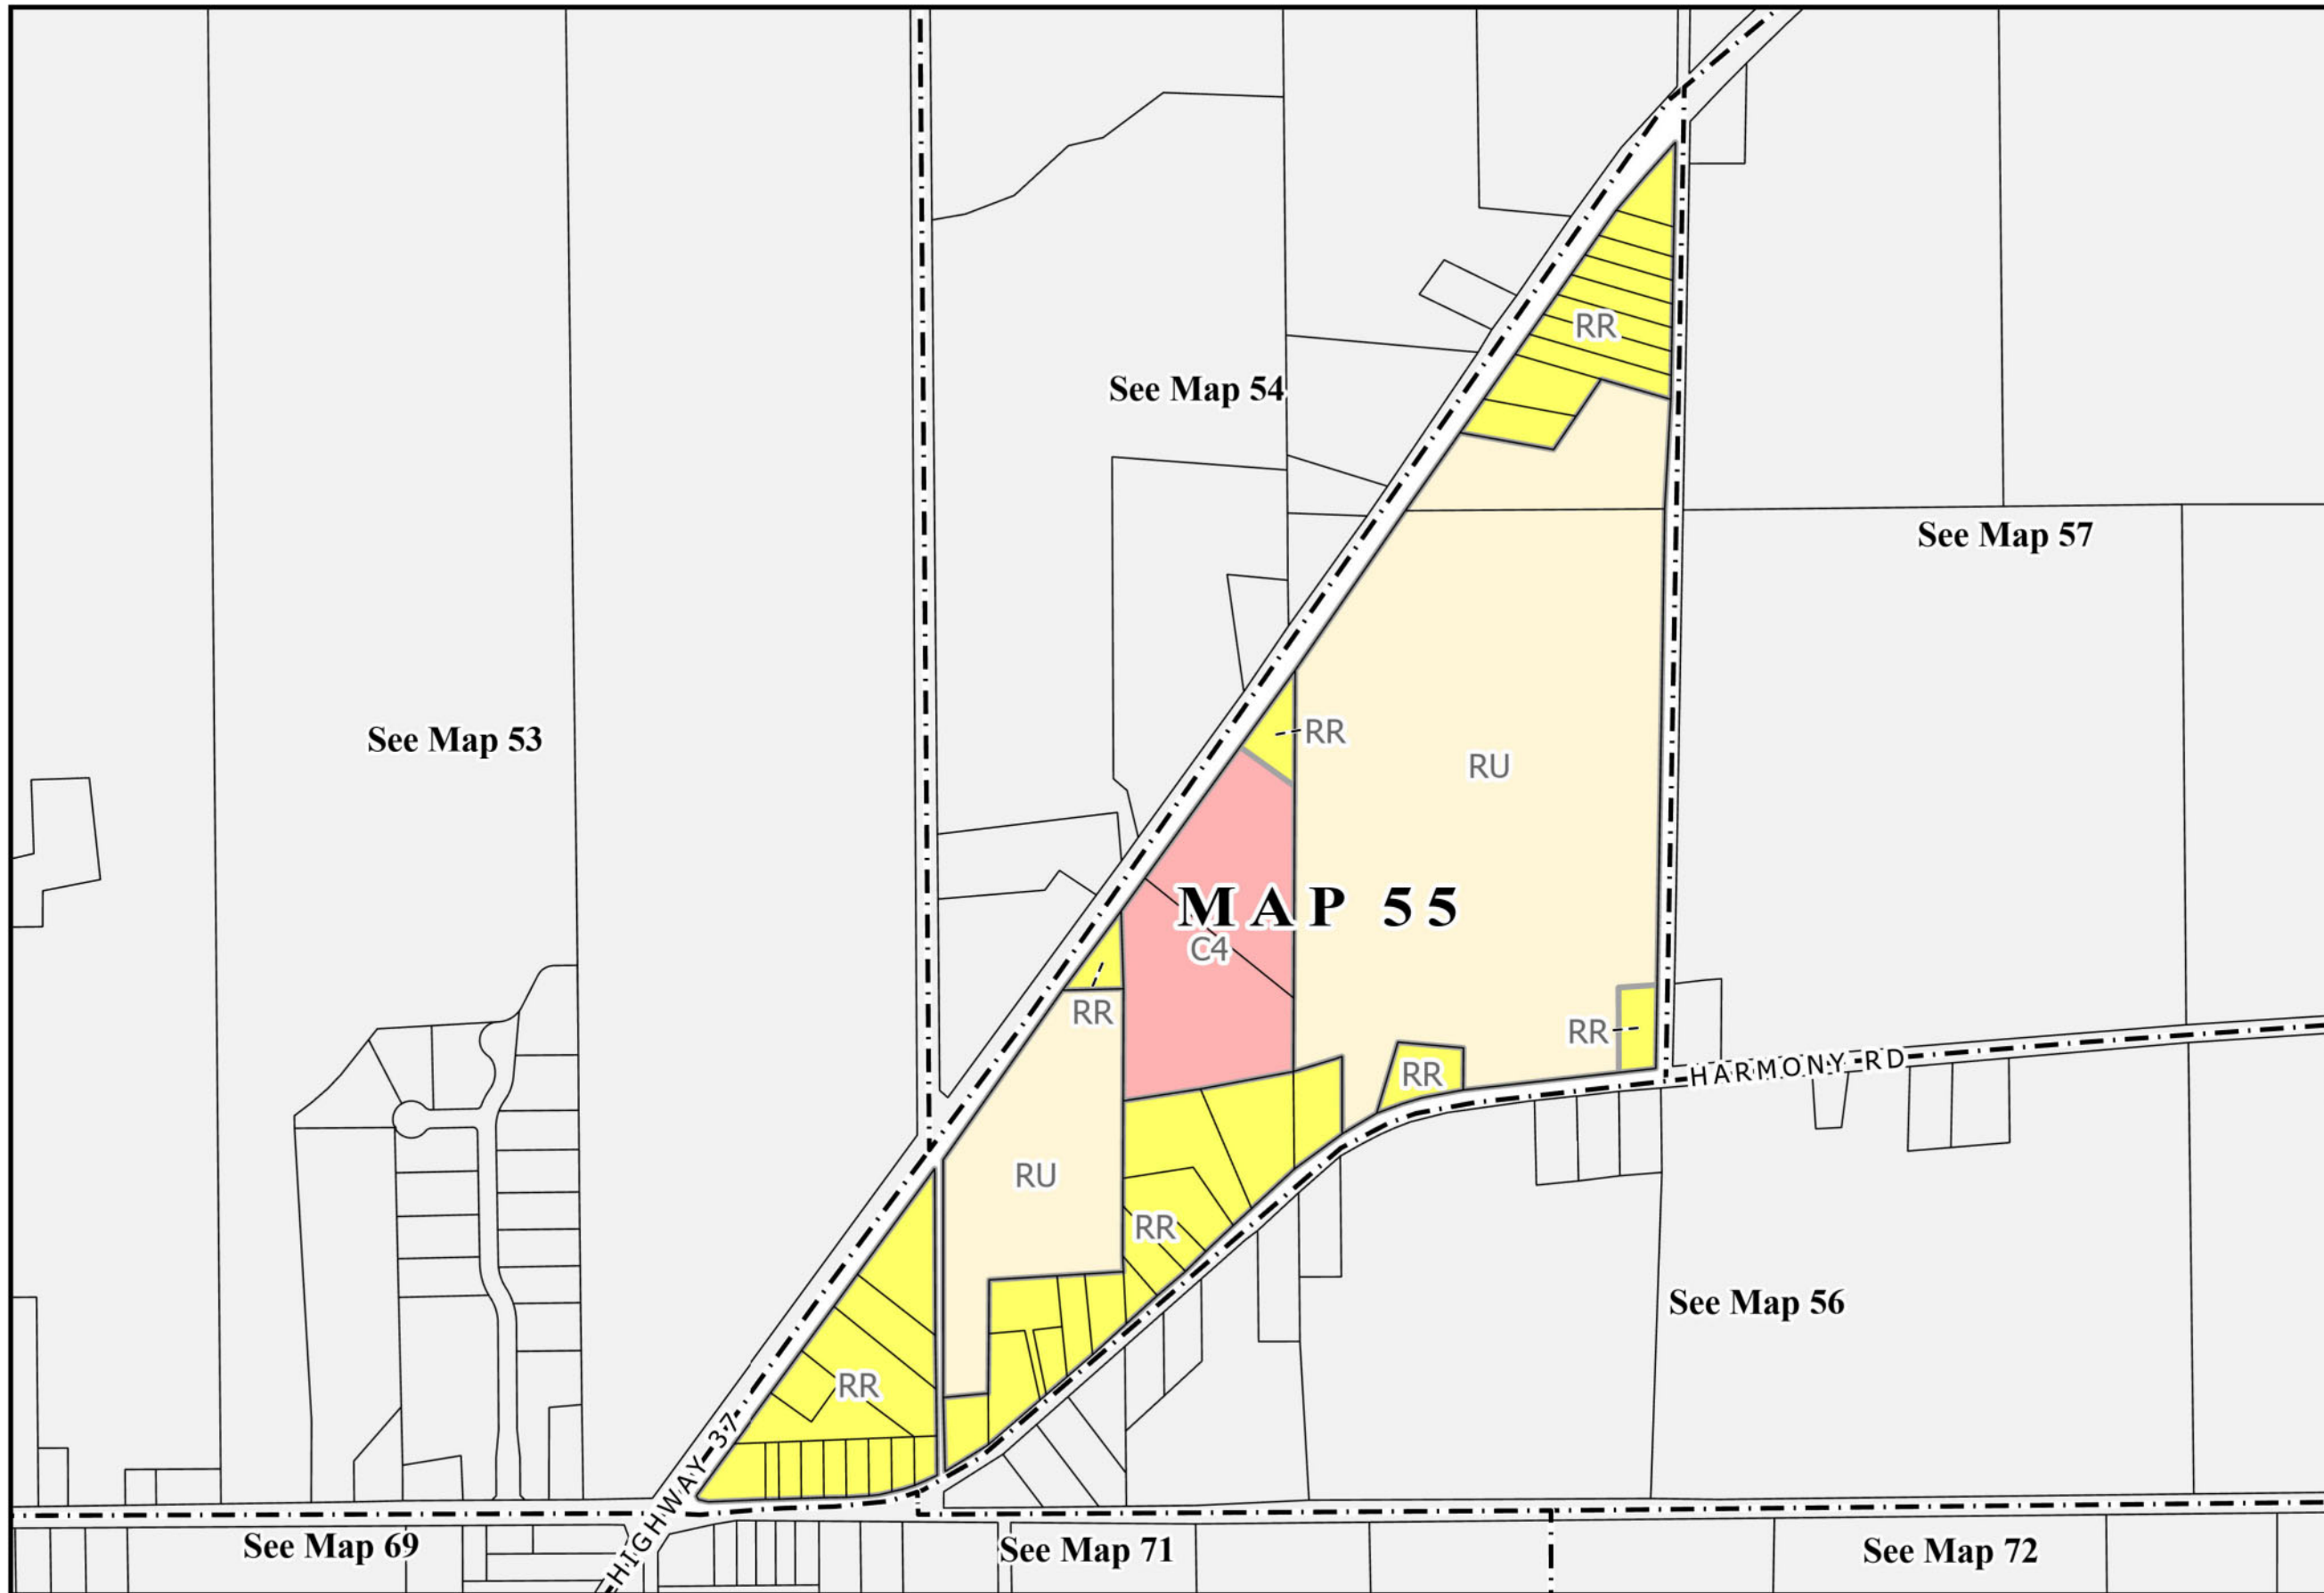 RR
See Map 54
See Map 57
RR
See Map 53
RU
MAP 55
C4
RR
RR
RR
HARMONY RD
RU
RR
See Map 56
RR
HIGHWAY 37
See Map 69
See Map 71
See Map 72